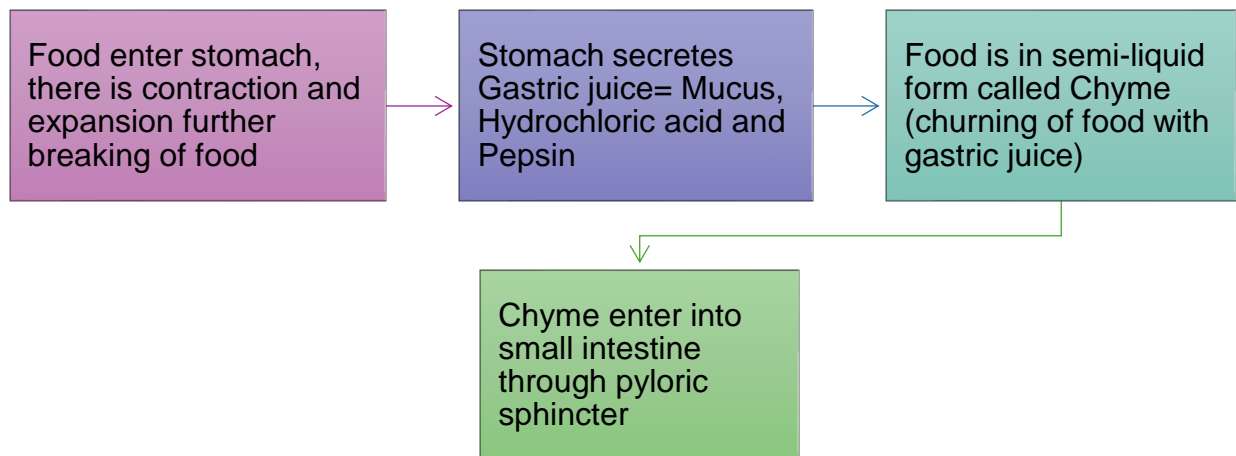 Food enter stomach,
there is contraction and
expansion further
breaking of food
Stomach secretes
Gastric juice= Mucus,
Hydrochloric acid and
Pepsin
Food is in semi-liquid
form called Chyme
(churning of food with
gastric juice)
Chyme enter into
small intestine
through pyloric
sphincter